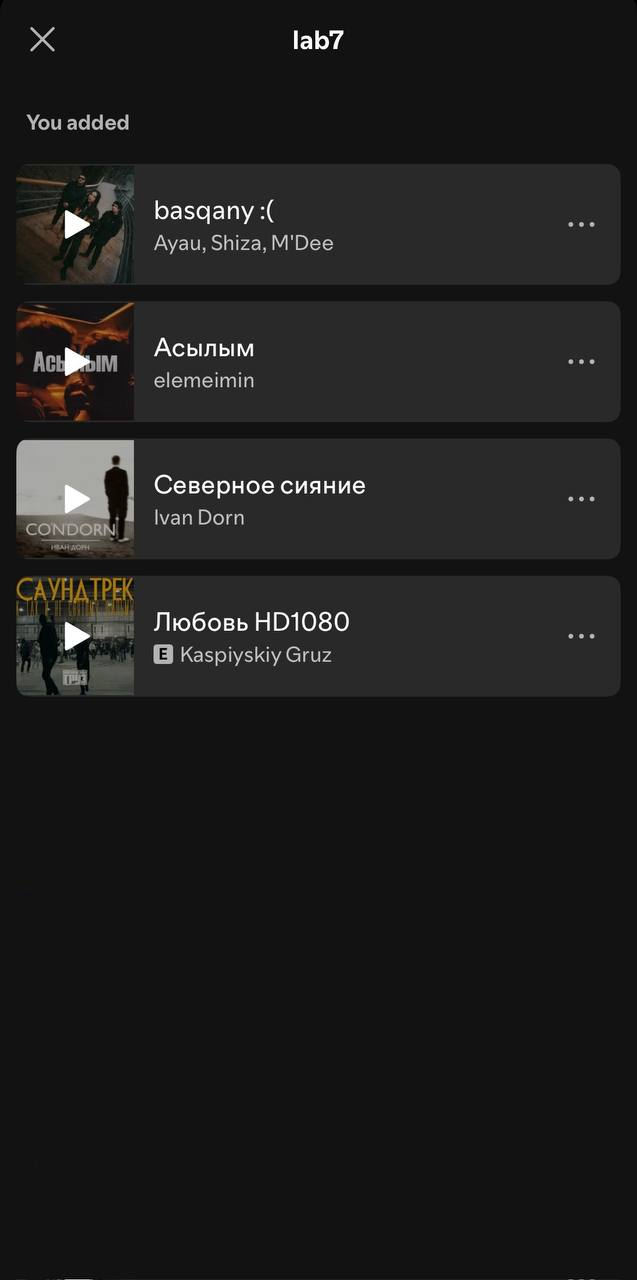 lab7
You added
basqany :(
Ayau, Shiza, M'Dee
Асылым
Асылым
elemeimin
Северное сияние
CONDORN
ИВАН ДОРН
Ivan Dorn
САУНДТРЕК
Любовь HD1080
E Kaspiyskiy Gruz
ГРУЗ